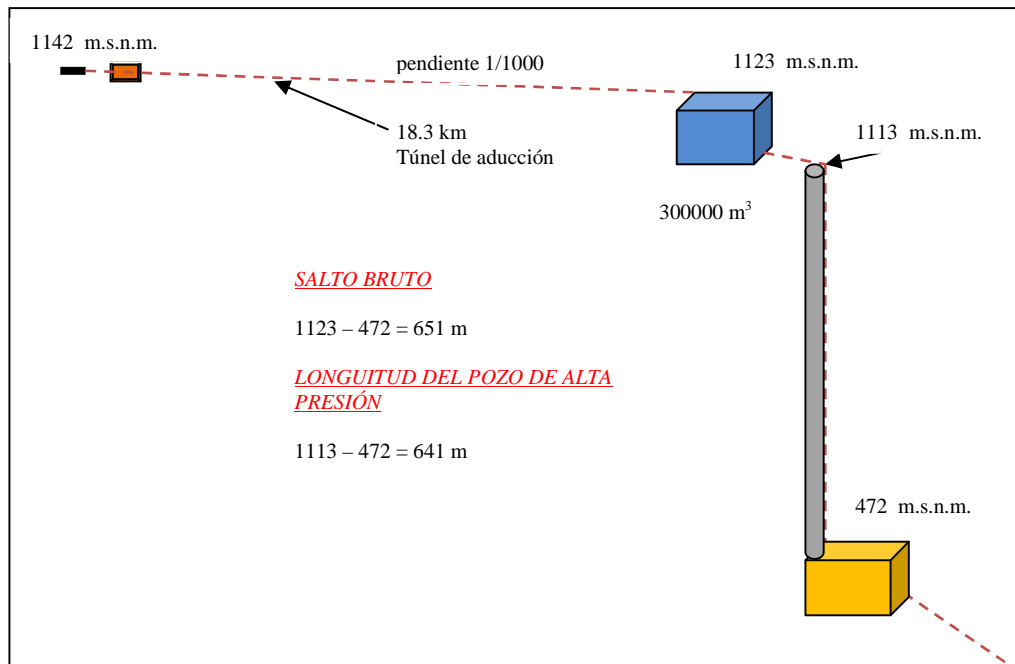 1142 m.s.n.m.
pendiente 1/1000
1123 m.s.n.m.
18.3 km
Túnel de aducción
1113 m.s.n.m.
300000 m³
SALTO BRUTO
1123 – 472 = 651 m
LONGUITUD DEL POZO DE ALTA
PRESIÓN
1113 – 472 = 641 m
472 m.s.n.m.